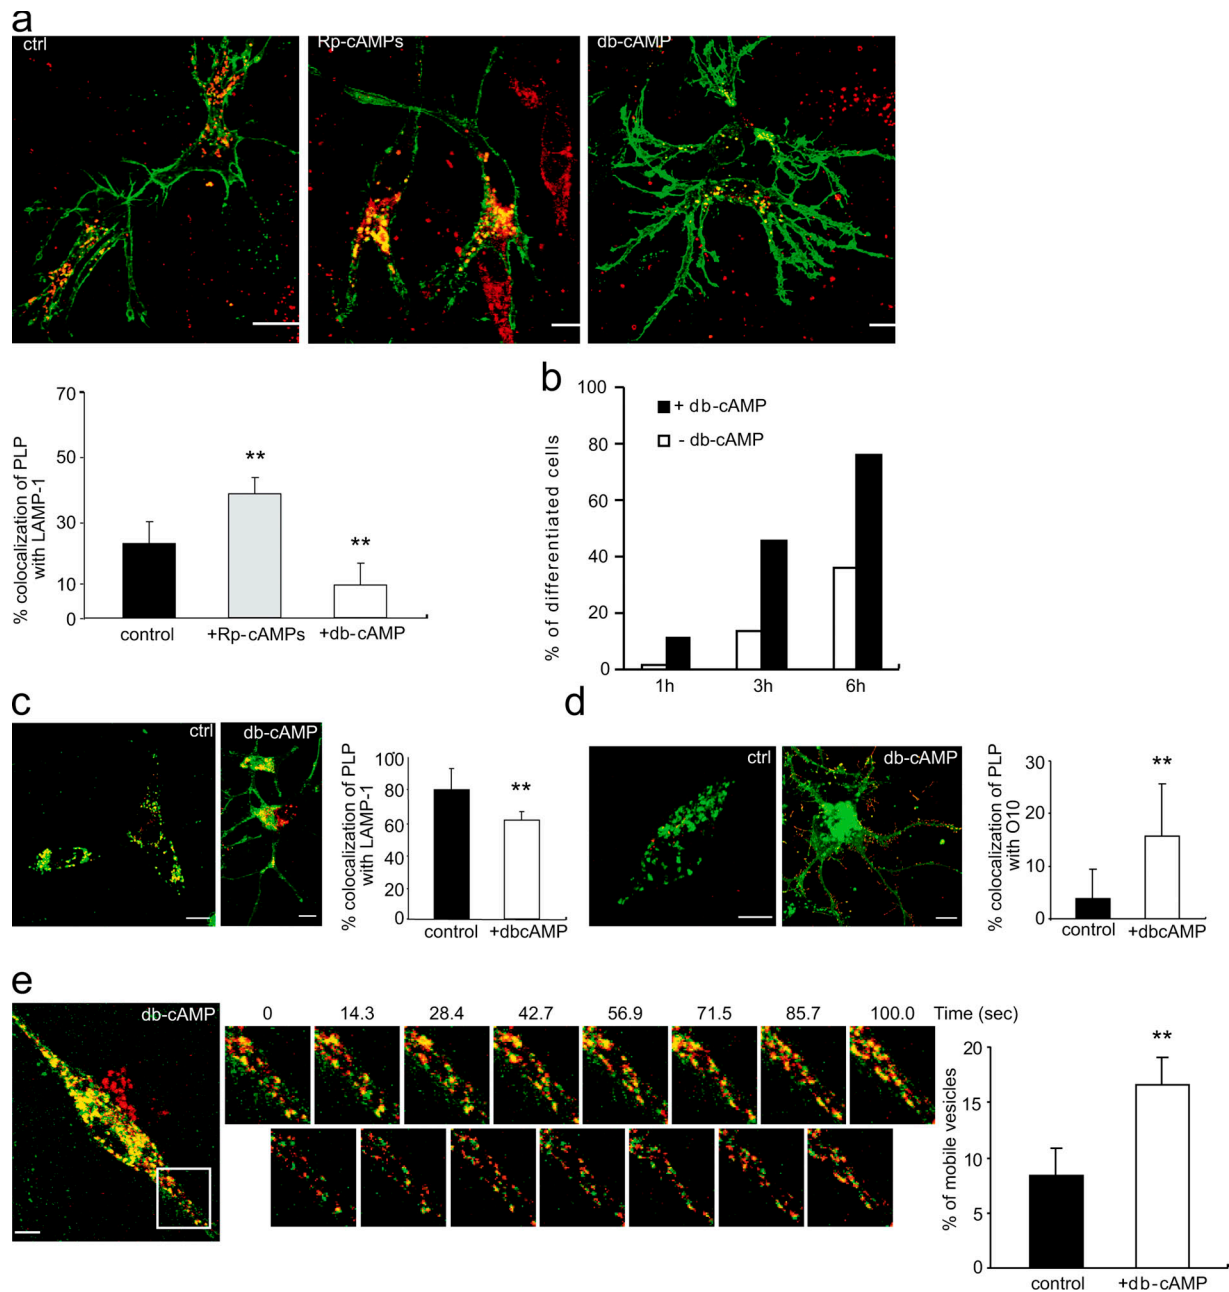 a
ctrl
Rp-cAMPs
db-cAMP
% colocalization of PLP
with LAMP-1
70
50
30
10
0
**
**
control
+Rp-cAMPs
+db-cAMP
b
% of differentiated cells
100
80
60
40
20
0
+ db-cAMP
- db-cAMP
1h
3h
6h
c
ctrl
db-cAMP
% colocalization of PLP
with LAMP-1
100
80
60
40
20
0
**
control
+dbcAMP
d
ctrl
db-cAMP
% colocalization of PLP
with O10
30
20
10
0
**
control
+dbcAMP
e
db-cAMP
0 14.3 28.4 42.7 56.9 71.5 85.7 100.0 Time (sec)
% of mobile vesicles
20
15
10
5
0
**
control
+db-cAMP